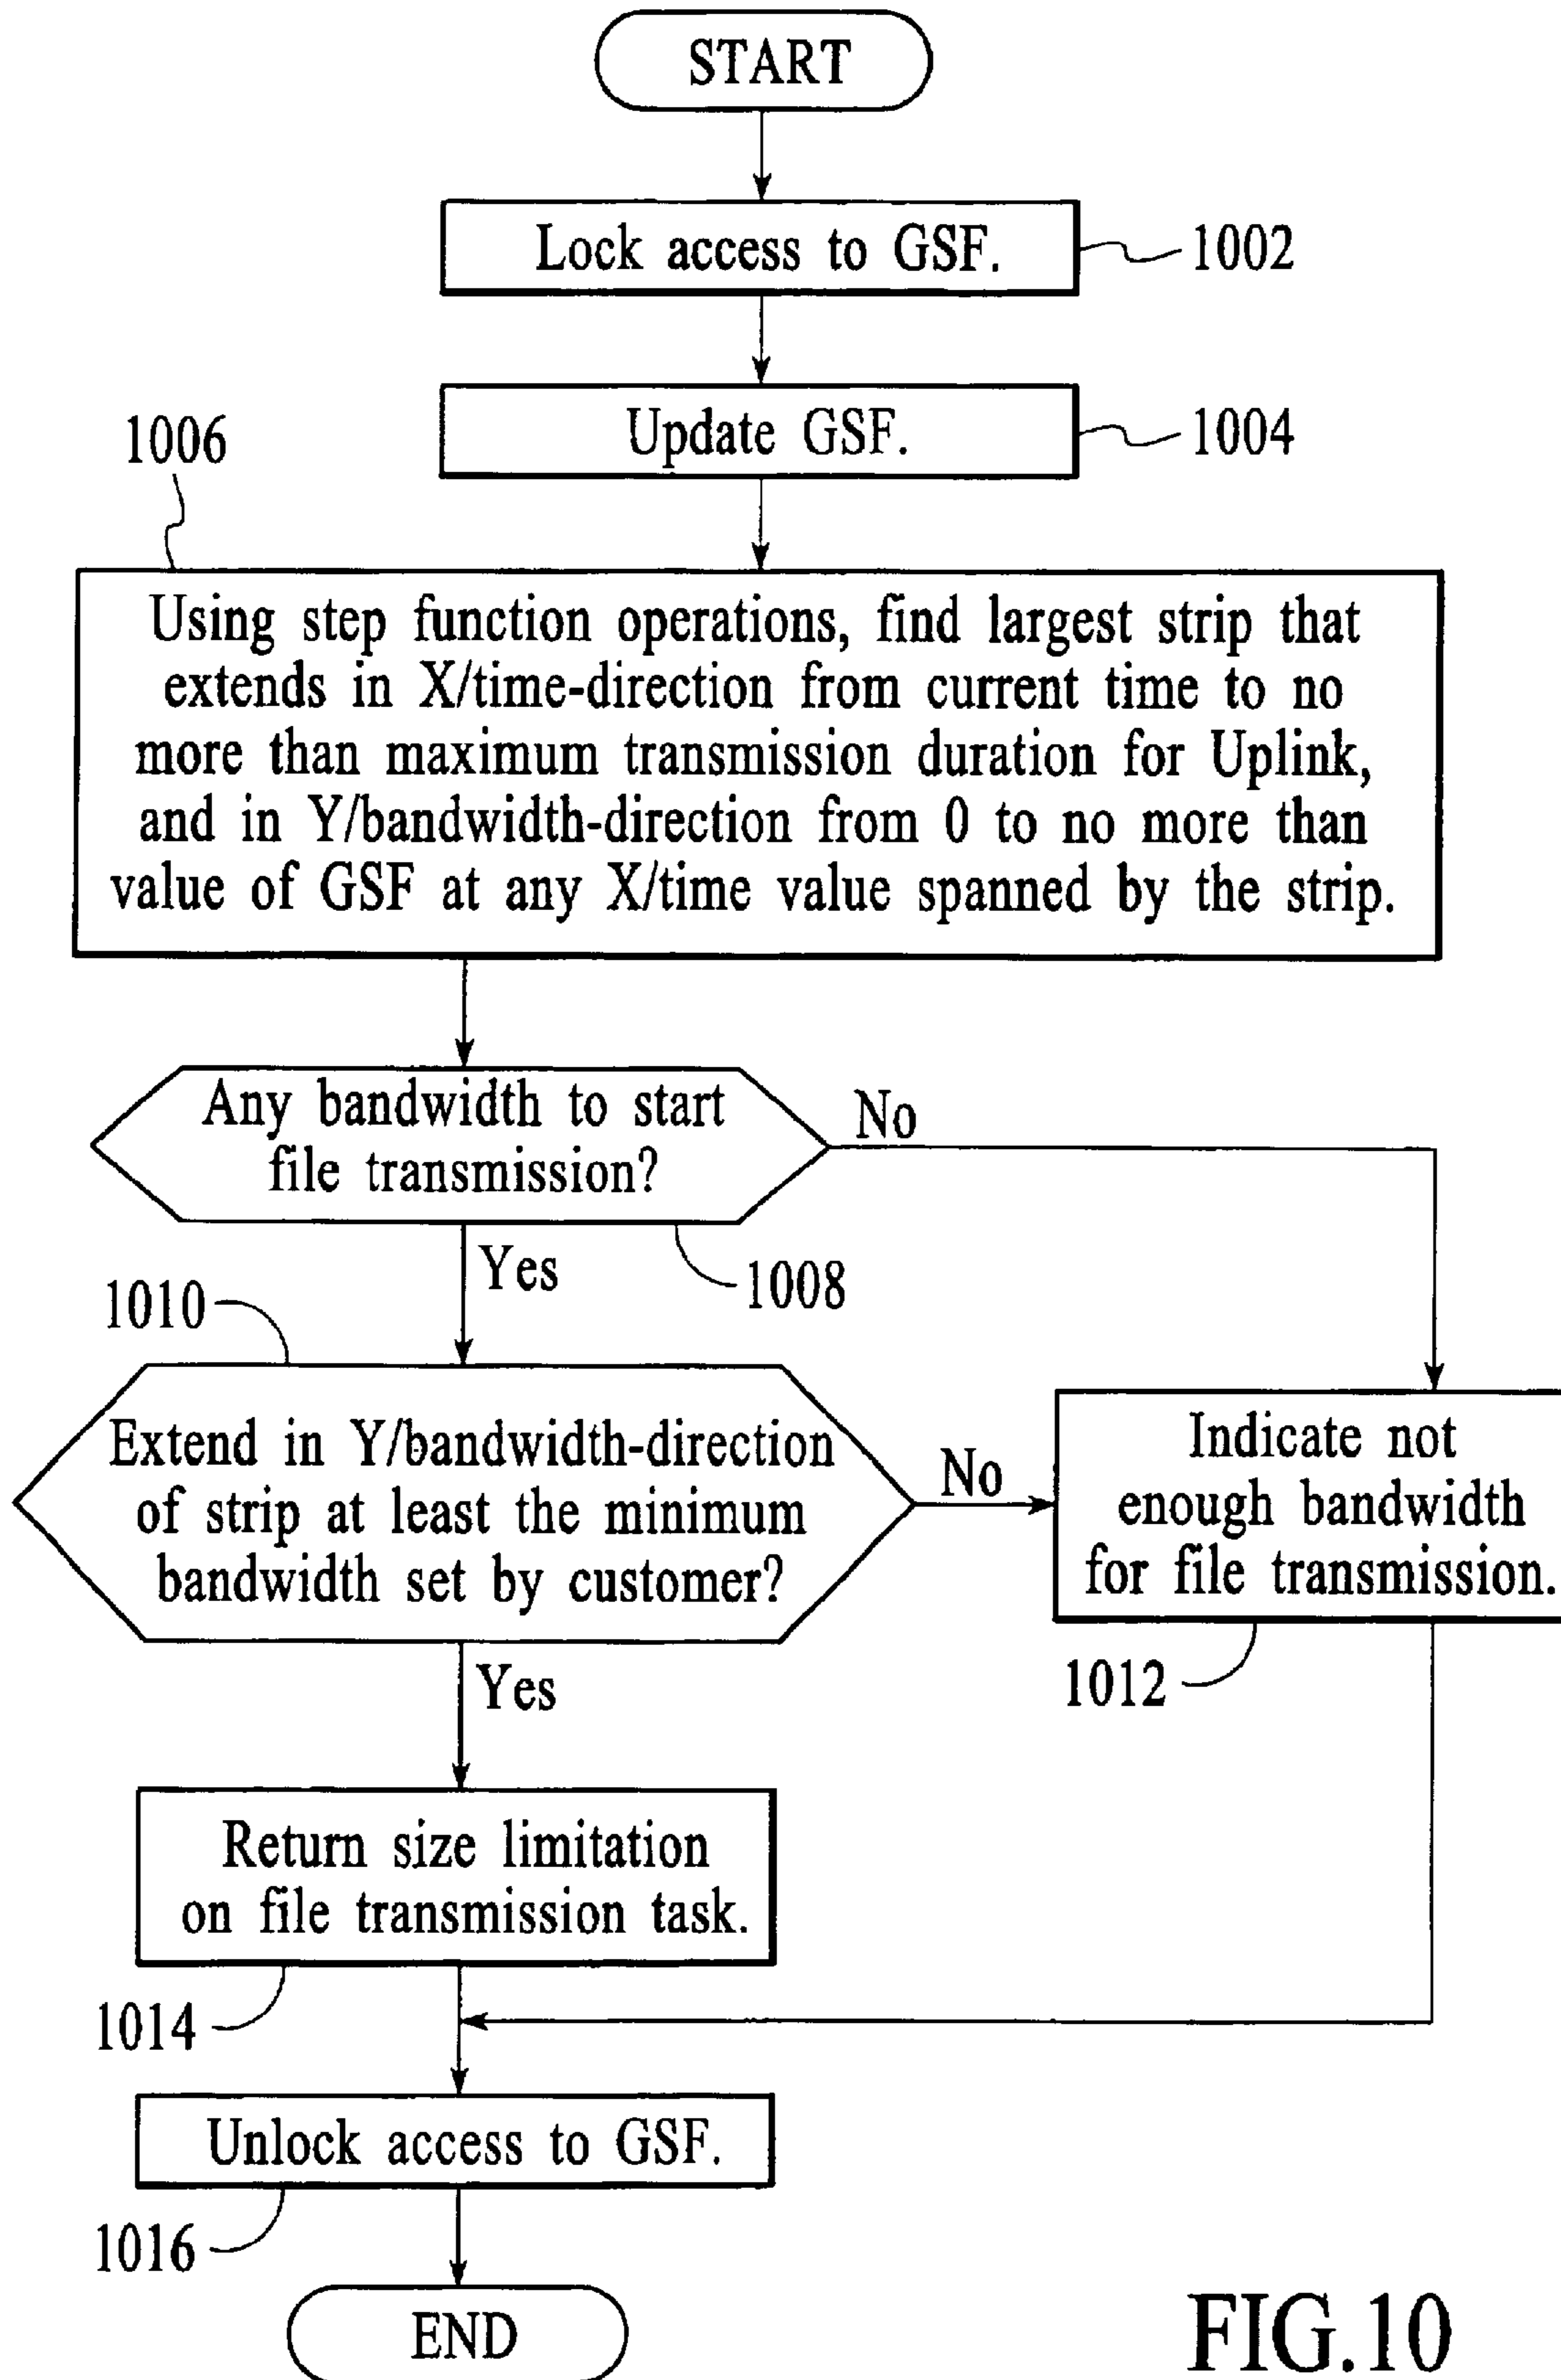 START
Lock access to GSF.
1002
Update GSF.
1004
1006
Using step function operations, find largest strip that
extends in X/time-direction from current time to no
more than maximum transmission duration for Uplink,
and in Y/bandwidth-direction from 0 to no more than
value of GSF at any X/time value spanned by the strip.
Any bandwidth to start
file transmission?
No
Yes
1008
1010
Extend in Y/bandwidth-direction
of strip at least the minimum
bandwidth set by customer?
No
Indicate not
enough bandwidth
for file transmission.
1012
Yes
Return size limitation
on file transmission task.
1014
Unlock access to GSF.
1016
END
FIG.10